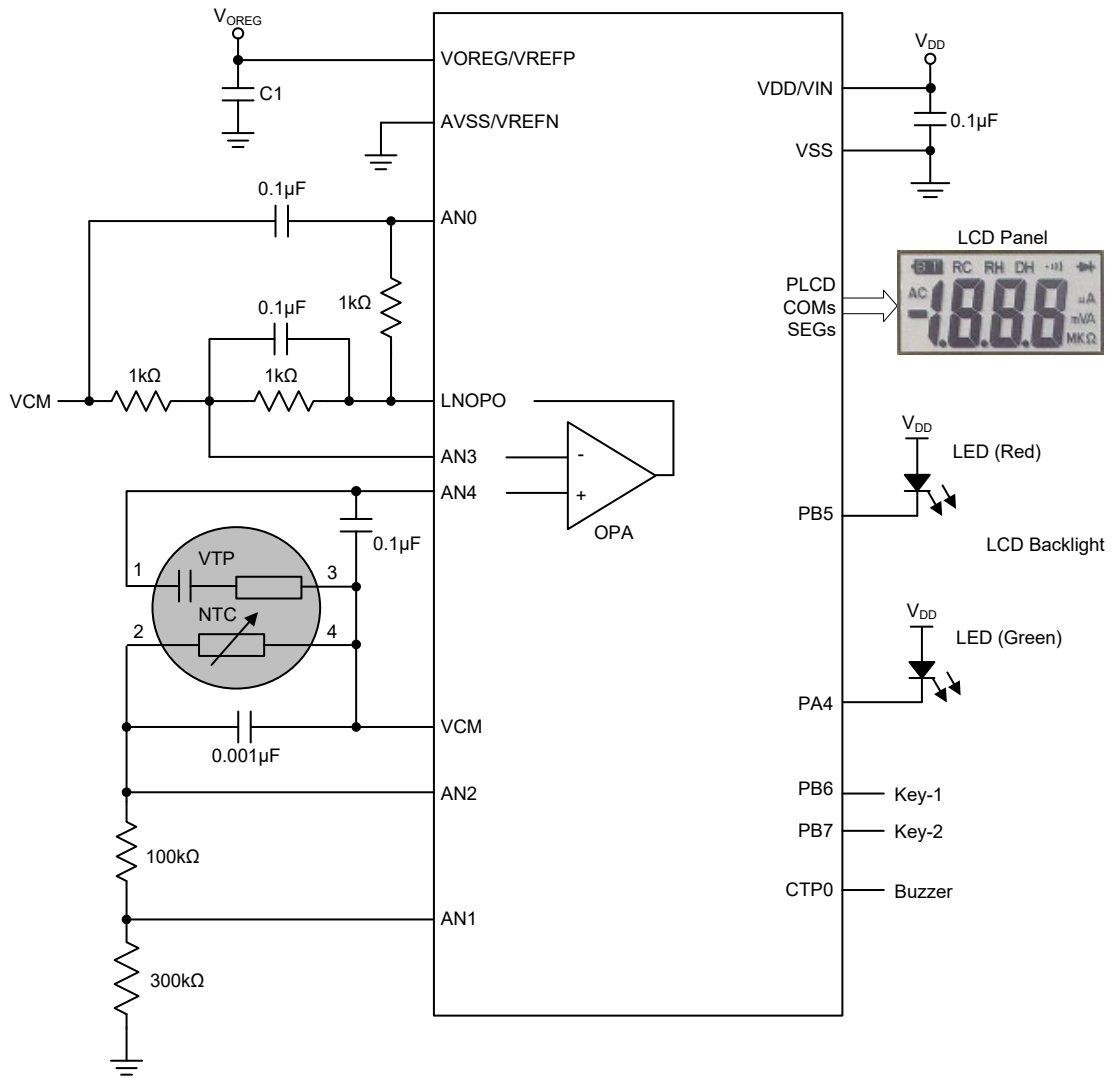 VOREG
VOREG/VREFP
C1
AVSS/VREFN
0.1µF
AN0
1kΩ
0.1µF
1kΩ
1kΩ
VCM
LNOPO
AN3
-
AN4
+
OPA
0.1µF
VTP
1
3
NTC
2
4
VCM
0.001µF
AN2
100kΩ
AN1
300kΩ
VDD
VDD/VIN
0.1µF
VSS
LCD Panel
PLCD
COMs
SEGs
RC RH DH
AC
-1.8.8.8
uA
mVA
MKΩ
VDD
LED (Red)
PB5
LCD Backlight
VDD
LED (Green)
PA4
PB6
Key-1
PB7
Key-2
CTP0
Buzzer